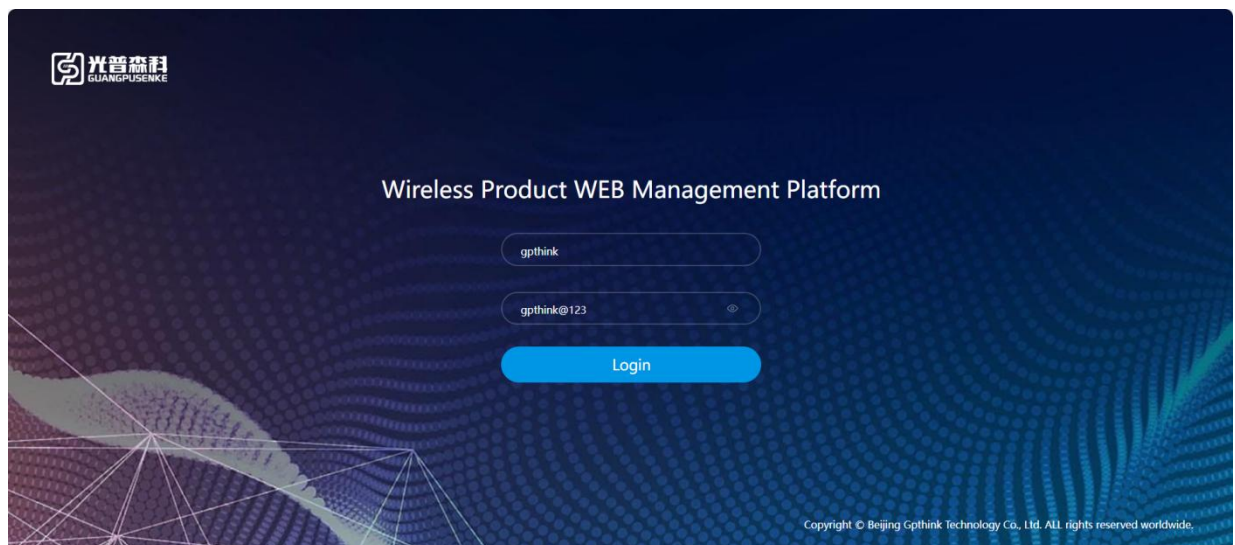 光普森科
GUANGPUSENKE
Wireless Product WEB Management Platform
gpthink
gpthink@123
Login
Copyright © Beijing Gpthink Technology Co., Ltd. ALL rights reserved worldwide.